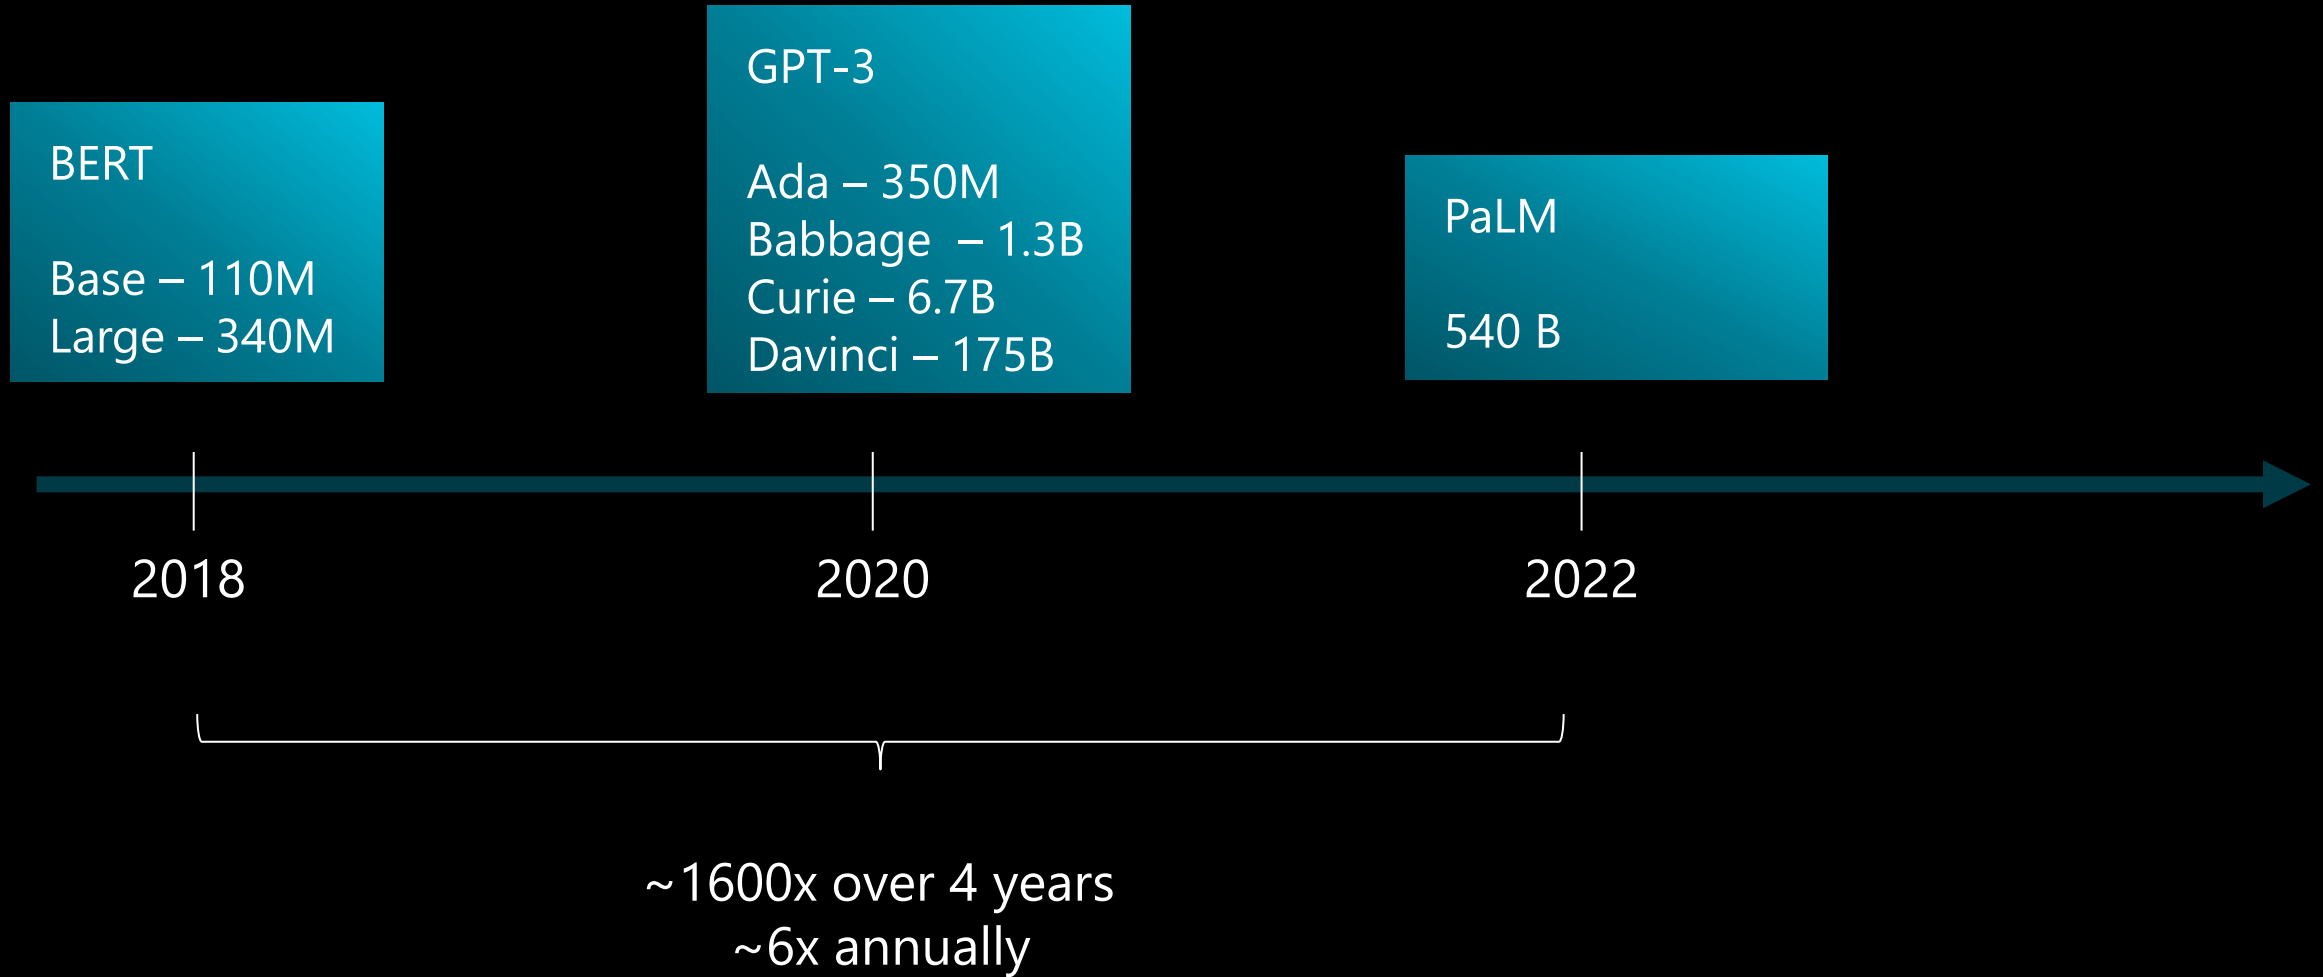 BERT
Base – 110M
Large – 340M
GPT-3
Ada – 350M
Babbage – 1.3B
Curie – 6.7B
Davinci – 175B
PaLM
540 B
2018
2020
2022
~1600x over 4 years
~6x annually